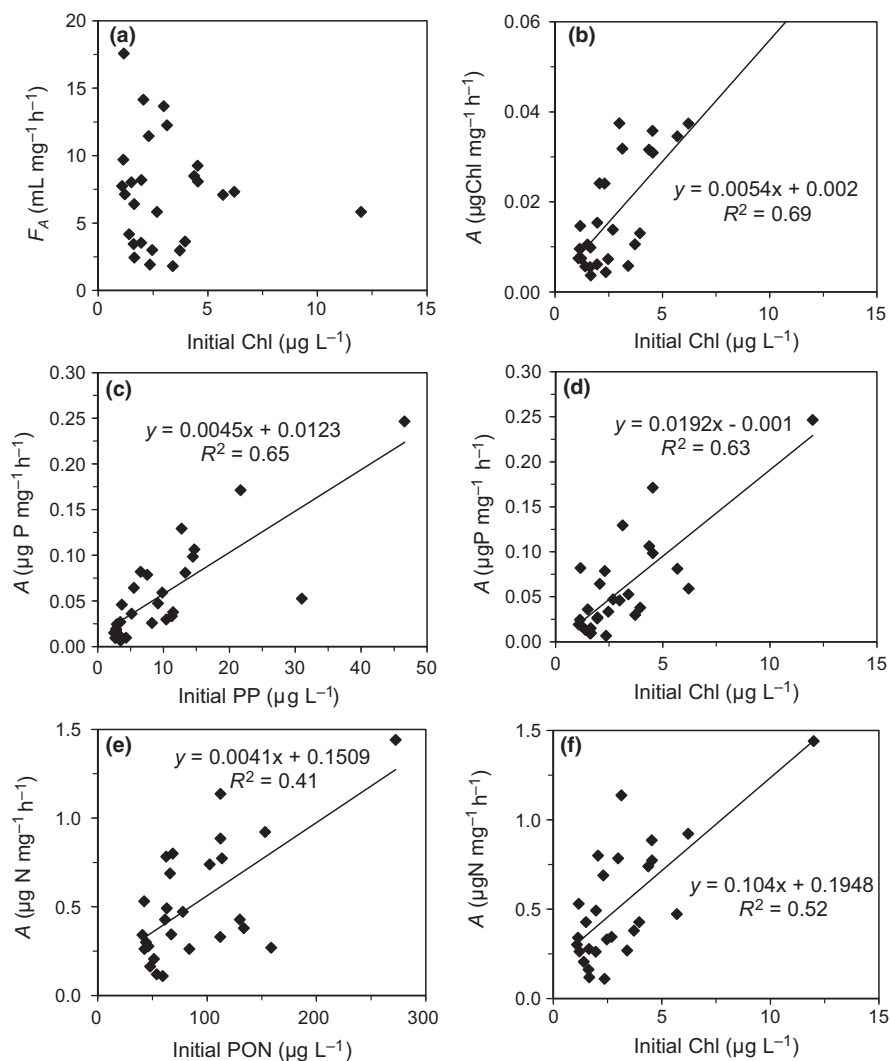 (a)
20
15
10
5
0
F_A (mL mg⁻¹ h⁻¹)
0 5 10 15
Initial Chl (µg L⁻¹)
(b)
0.06
0.04
0.02
0.00
A (µgChl mg⁻¹ h⁻¹)
y = 0.0054x + 0.002
R² = 0.69
0 5 10 15
Initial Chl (µg L⁻¹)
(c)
0.30
0.25
0.20
0.15
0.10
0.05
0.00
A (µg P mg⁻¹ h⁻¹)
y = 0.0045x + 0.0123
R² = 0.65
0 10 20 30 40 50
Initial PP (µg L⁻¹)
(d)
0.30
0.25
0.20
0.15
0.10
0.05
0.00
A (µgP mg⁻¹ h⁻¹)
y = 0.0192x - 0.001
R² = 0.63
0 5 10 15
Initial Chl (µg L⁻¹)
(e)
1.5
1.0
0.5
0.0
A (µg N mg⁻¹ h⁻¹)
y = 0.0041x + 0.1509
R² = 0.41
0 100 200 300
Initial PON (µg L⁻¹)
(f)
1.5
1.0
0.5
0.0
A (µgN mg⁻¹ h⁻¹)
y = 0.104x + 0.1948
R² = 0.52
0 5 10 15
Initial Chl (µg L⁻¹)